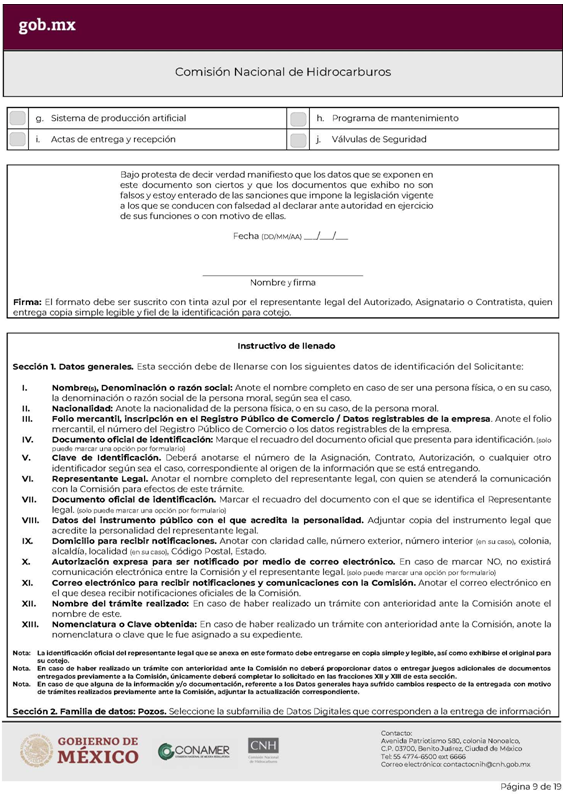 gob.mx
Comisión Nacional de Hidrocarburos
g. Sistema de producción artificial
h. Programa de mantenimiento
i. Actas de entrega y recepción
j. Válvulas de Seguridad
Bajo protesta de decir verdad manifiesto que los datos que se exponen en
este documento son ciertos y que los documentos que exhibo no son
falsos y estoy enterado de las sanciones que impone la legislación vigente
a los que se conducen con falsedad al declarar ante autoridad en ejercicio
de sus funciones o con motivo de ellas.
Fecha (DD/MM/AA) ___/___/___
Nombre y firma
Firma: El formato debe ser suscrito con tinta azul por el representante legal del Autorizado, Asignatario o Contratista, quien
entrega copia simple legible y fiel de la identificación para cotejo.
Instructivo de llenado
Sección 1. Datos generales. Esta sección debe de llenarse con los siguientes datos de identificación del Solicitante:
I. Nombre(s), Denominación o razón social: Anote el nombre completo en caso de ser una persona física, o en su caso,
la denominación o razón social de la persona moral, según sea el caso.
II. Nacionalidad: Anote la nacionalidad de la persona física, o en su caso, de la persona moral.
III. Folio mercantil, inscripción en el Registro Público de Comercio / Datos registrables de la empresa. Anote el folio
mercantil, el número del Registro Público de Comercio o los datos registrables de la empresa.
IV. Documento oficial de identificación: Marque el recuadro del documento oficial que presenta para identificación. (solo
puede marcar una opción por formulario)
V. Clave de Identificación. Deberá anotarse el número de la Asignación, Contrato, Autorización, o cualquier otro
identificador según sea el caso, correspondiente al origen de la información que se está entregando.
VI. Representante Legal. Anotar el nombre completo del representante legal, con quien se atenderá la comunicación
con la Comisión para efectos de este trámite.
VII. Documento oficial de identificación. Marcar el recuadro del documento con el que se identifica el Representante
legal. (solo puede marcar una opción por formulario)
VIII. Datos del instrumento público con el que acredita la personalidad. Adjuntar copia del instrumento legal que
acredite la personalidad del representante legal.
IX. Domicilio para recibir notificaciones. Anotar con claridad calle, número exterior, número interior (en su caso), colonia,
alcaldía, localidad (en su caso), Código Postal, Estado.
X. Autorización expresa para ser notificado por medio de correo electrónico. En caso de marcar NO, no existirá
comunicación electrónica entre la Comisión y el representante legal. (solo puede marcar una opción por formulario)
XI. Correo electrónico para recibir notificaciones y comunicaciones con la Comisión. Anotar el correo electrónico en
el que desea recibir notificaciones oficiales de la Comisión.
XII. Nombre del trámite realizado: En caso de haber realizado un trámite con anterioridad ante la Comisión anote el
nombre de este.
XIII. Nomenclatura o Clave obtenida: En caso de haber realizado un trámite con anterioridad ante la Comisión, anote la
nomenclatura o clave que le fue asignado a su expediente.
Nota: La identificación oficial del representante legal que se anexa en este formato debe entregarse en copia simple y legible, así como exhibirse el original para
su cotejo.
Nota. En caso de haber realizado un trámite con anterioridad ante la Comisión no deberá proporcionar datos o entregar juegos adicionales de documentos
entregados previamente a la Comisión, únicamente deberá completar lo solicitado en las fracciones XII y XIII de esta sección.
Nota. En caso de que alguna de la información y/o documentación, referente a los Datos generales haya sufrido cambios respecto de la entregada con motivo
de trámites realizados previamente ante la Comisión, adjuntar la actualización correspondiente.
Sección 2. Familia de datos: Pozos. Seleccione la subfamilia de Datos Digitales que corresponden a la entrega de información
GOBIERNO DE
MÉXICO
CONAMER
CNH
Comisión Nacional
de Hidrocarburos
Contacto:
Avenida Patriotismo 580, colonia Nonoalco,
C.P. 03700, Benito Juárez, Ciudad de México
Tel: 55 4774-6500 ext 6666
Correo electrónico: contactocnih@cnh.gob.mx
Página 9 de 19